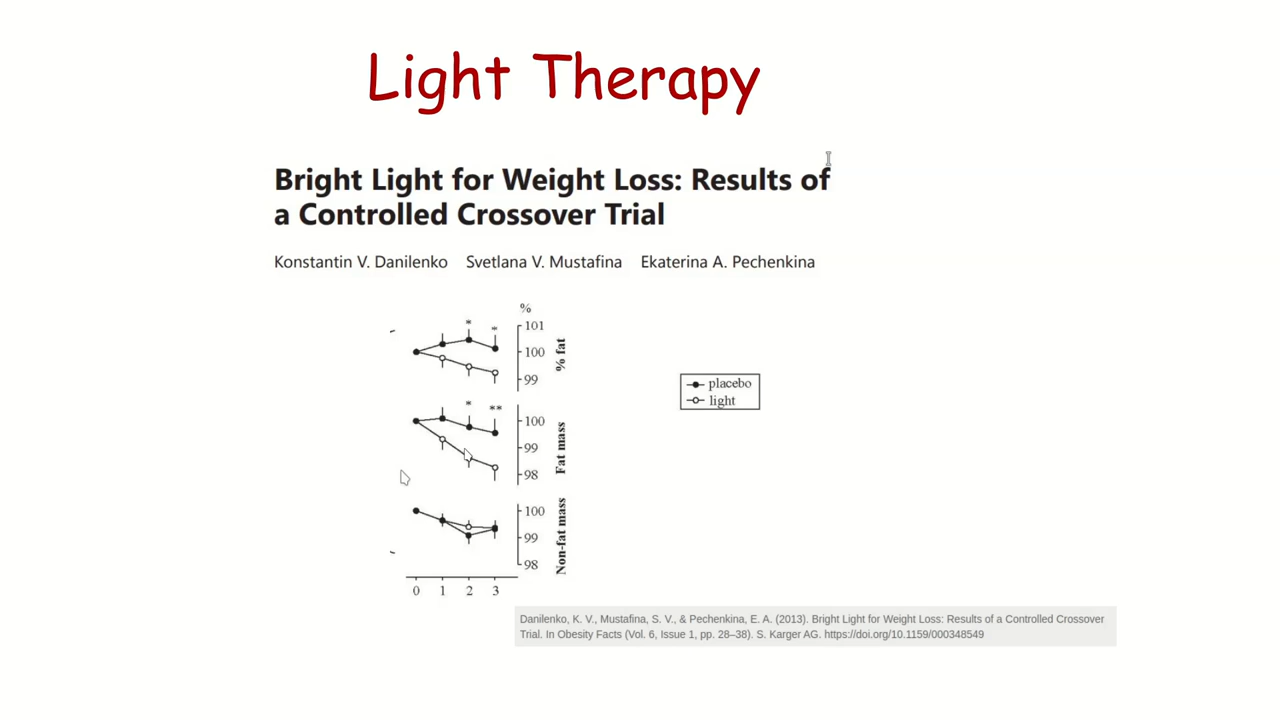 Light Therapy
Bright Light for Weight Loss: Results of
a Controlled Crossover Trial
Konstantin V. Danilenko Svetlana V. Mustafina Ekaterina A. Pechenkina
%
* * 101
100
99
% fat
* ** 100
99
98
Fat mass
100
99
98
Non-fat mass
0 1 2 3
placebo
light
Danilenko, K. V., Mustafina, S. V., & Pechenkina, E. A. (2013). Bright Light for Weight Loss: Results of a Controlled Crossover
Trial. In Obesity Facts (Vol. 6, Issue 1, pp. 28–38). S. Karger AG. https://doi.org/10.1159/000348549